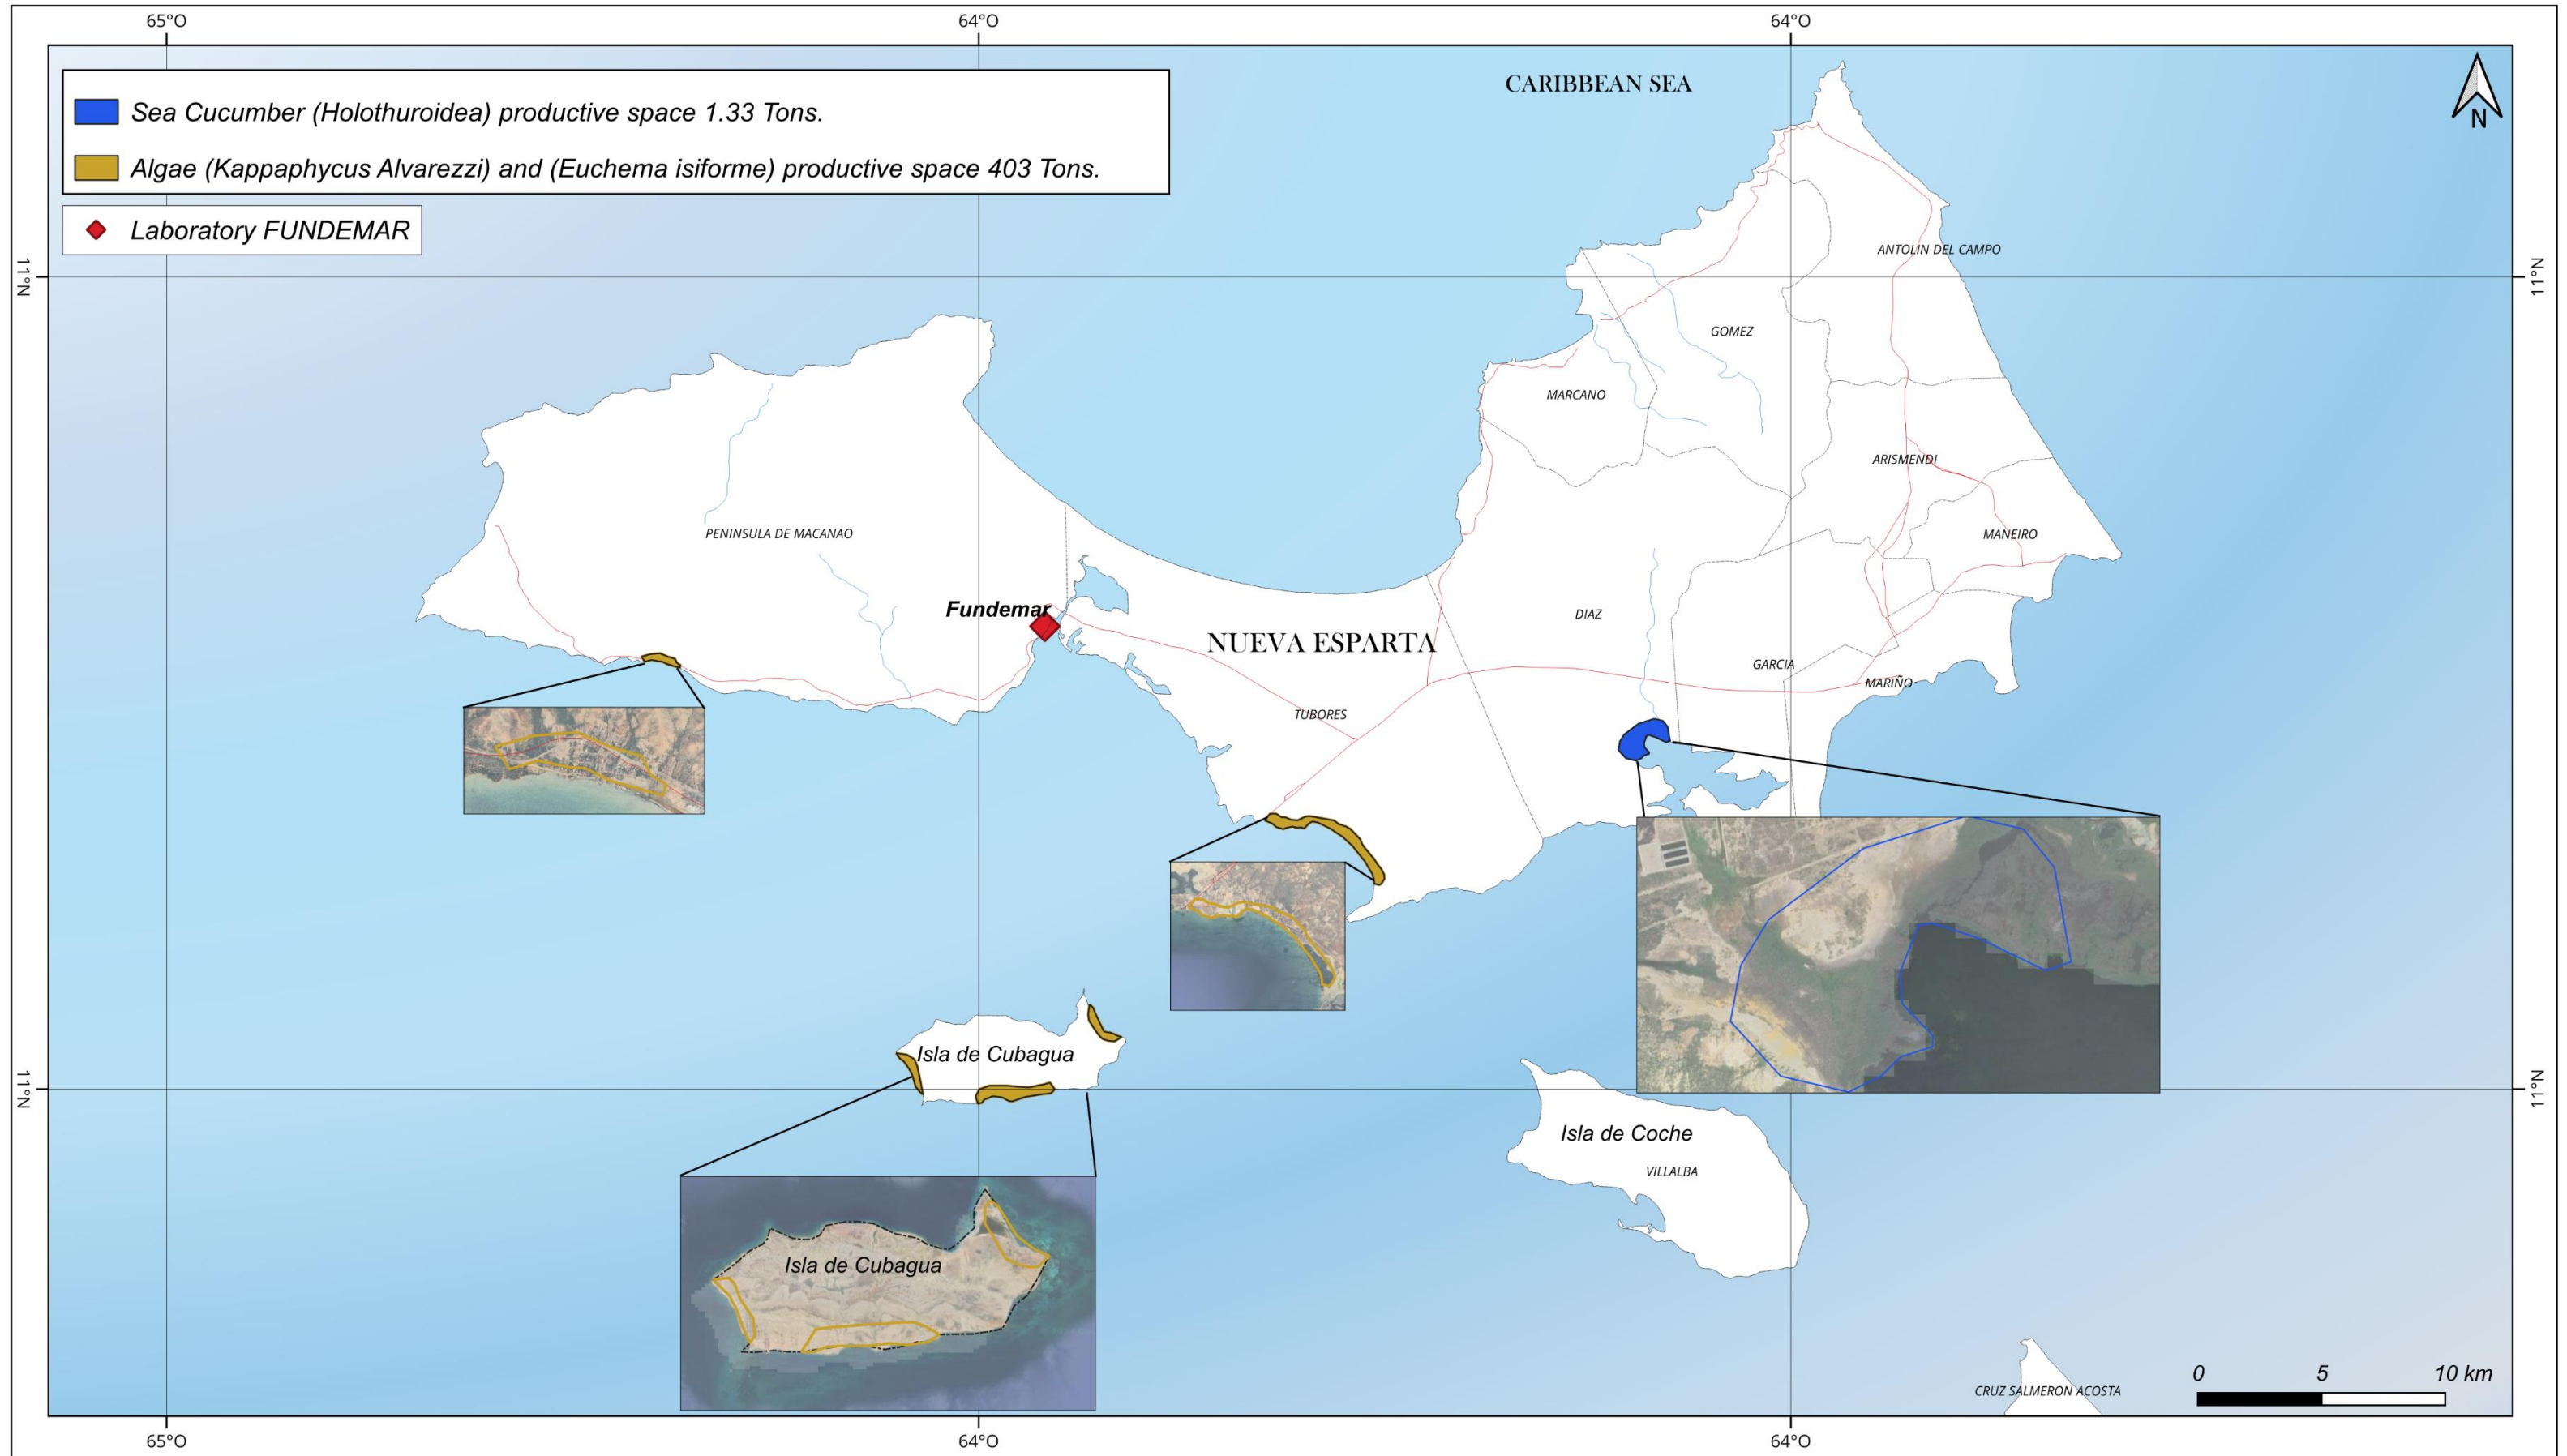 65°O 64°O 64°O
CARIBBEAN SEA
N
Sea Cucumber (Holothuroidea) productive space 1.33 Tons.
Algae (Kappaphycus Alvarezzi) and (Euchema isiforme) productive space 403 Tons.
Laboratory FUNDEMAR
11°N 11°N
ANTOLIN DEL CAMPO
GOMEZ
MARCANO
ARISMENDI
PENINSULA DE MACANAO
MANEIRO
Fundemar
DIAZ
NUEVA ESPARTA
GARCIA
MARIÑO
TUBORES
Isla de Cubagua
11°N 11°N
Isla de Coche
VILLALBA
Isla de Cubagua
0 5 10 km
CRUZ SALMERON ACOSTA
65°O 64°O 64°O